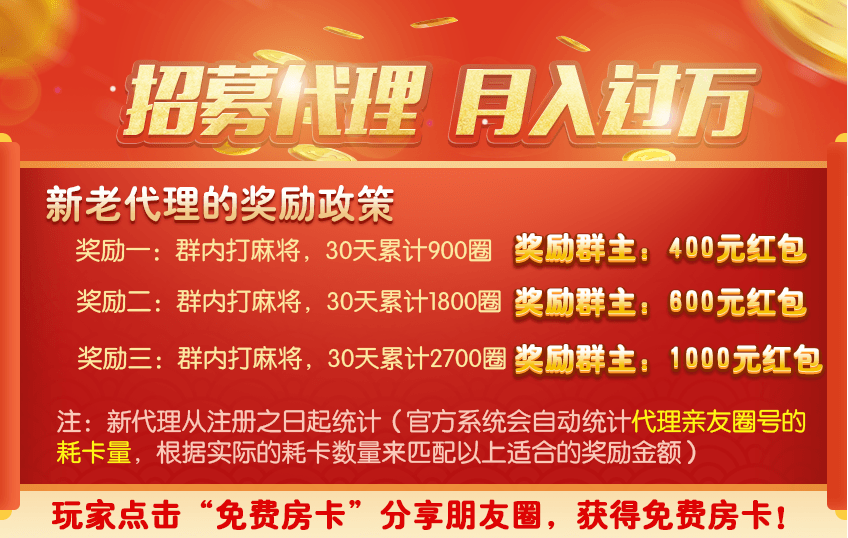 招募代理 月入过万
新老代理的奖励政策
奖励一：群内打麻将，30天累计900圈 奖励群主：400元红包
奖励二：群内打麻将，30天累计1800圈 奖励群主：600元红包
奖励三：群内打麻将，30天累计2700圈 奖励群主：1000元红包
注：新代理从注册之日起统计（官方系统会自动统计代理亲友圈号的
耗卡量，根据实际的耗卡数量来匹配以上适合的奖励金额）
玩家点击“免费房卡”分享朋友圈，获得免费房卡！